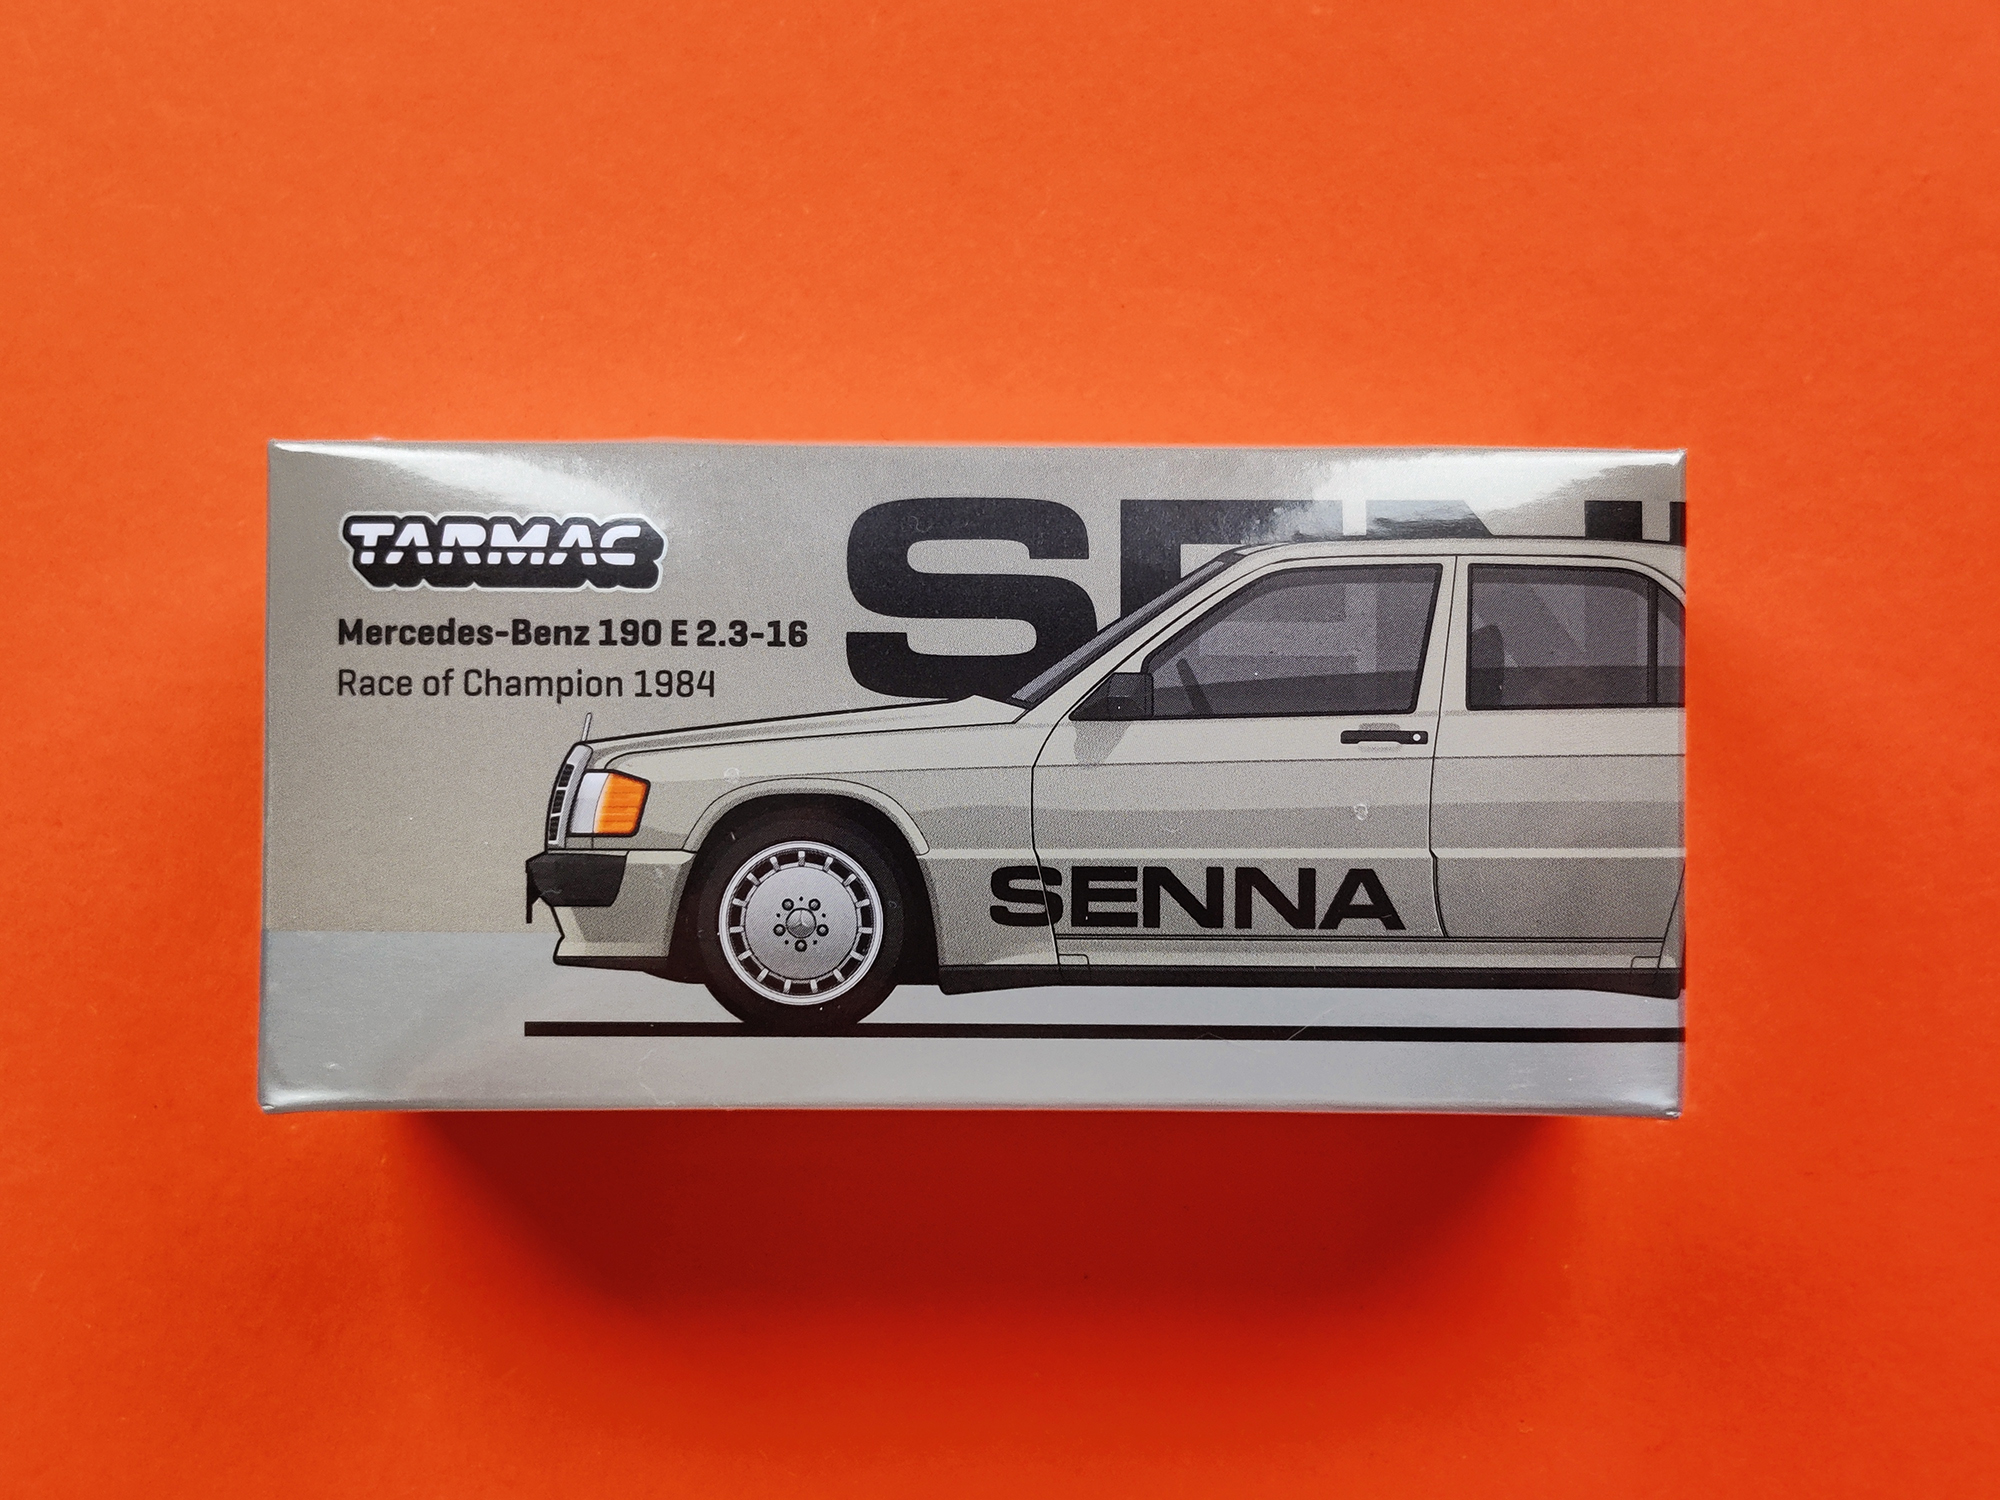 TARMAC
Mercedes-Benz 190 E 2.3-16
Race of Champion 1984
SENNA